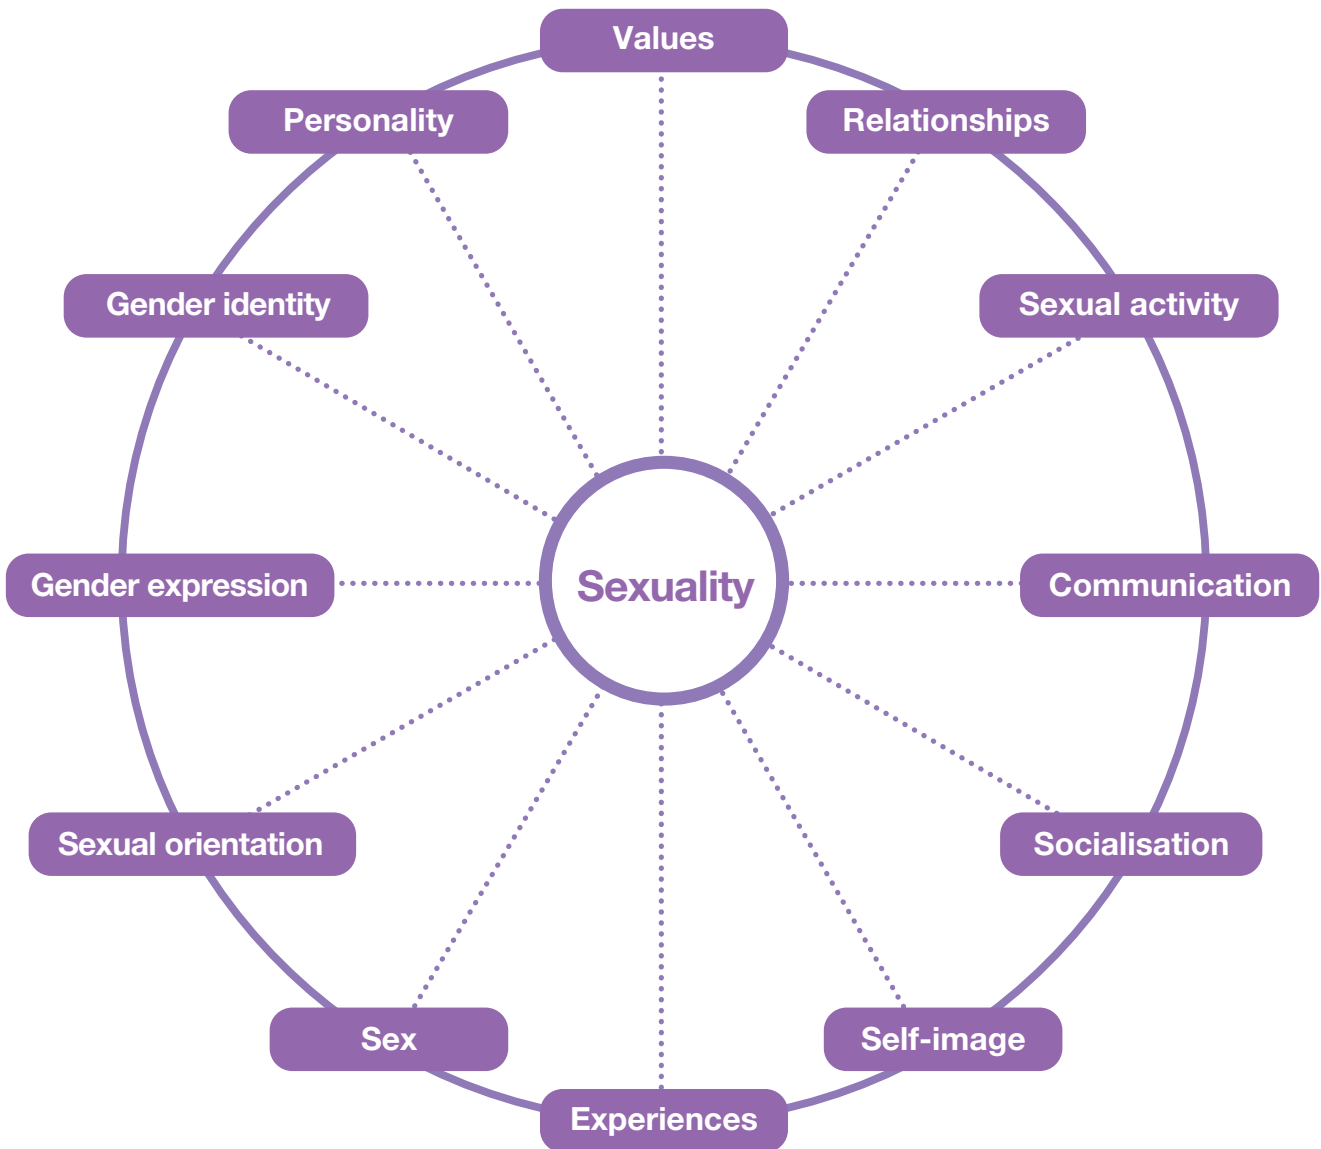 Values
Personality
Relationships
Gender identity
Sexual activity
Sexuality
Gender expression
Communication
Sexual orientation
Socialisation
Sex
Self-image
Experiences